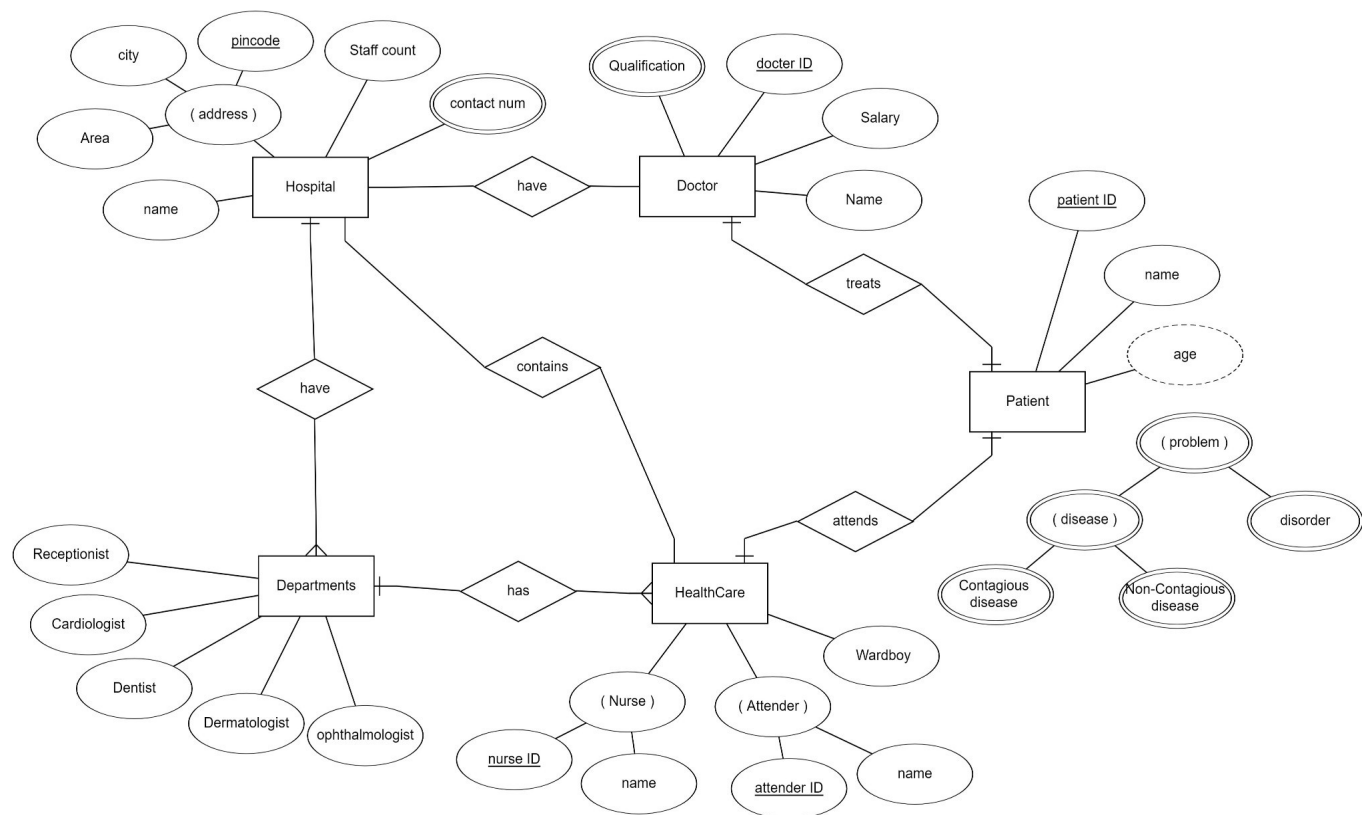 city
pincode
Staff count
contact num
( address )
Area
name
Hospital
have
Qualification
docter ID
Salary
Doctor
Name
patient ID
name
age
treats
Patient
contains
have
( problem )
( disease )
disorder
Contagious
disease
Non-Contagious
disease
attends
Receptionist
Cardiologist
Dentist
Dermatologist
ophthalmologist
Departments
has
HealthCare
Wardboy
( Nurse )
( Attender )
nurse ID
name
attender ID
name